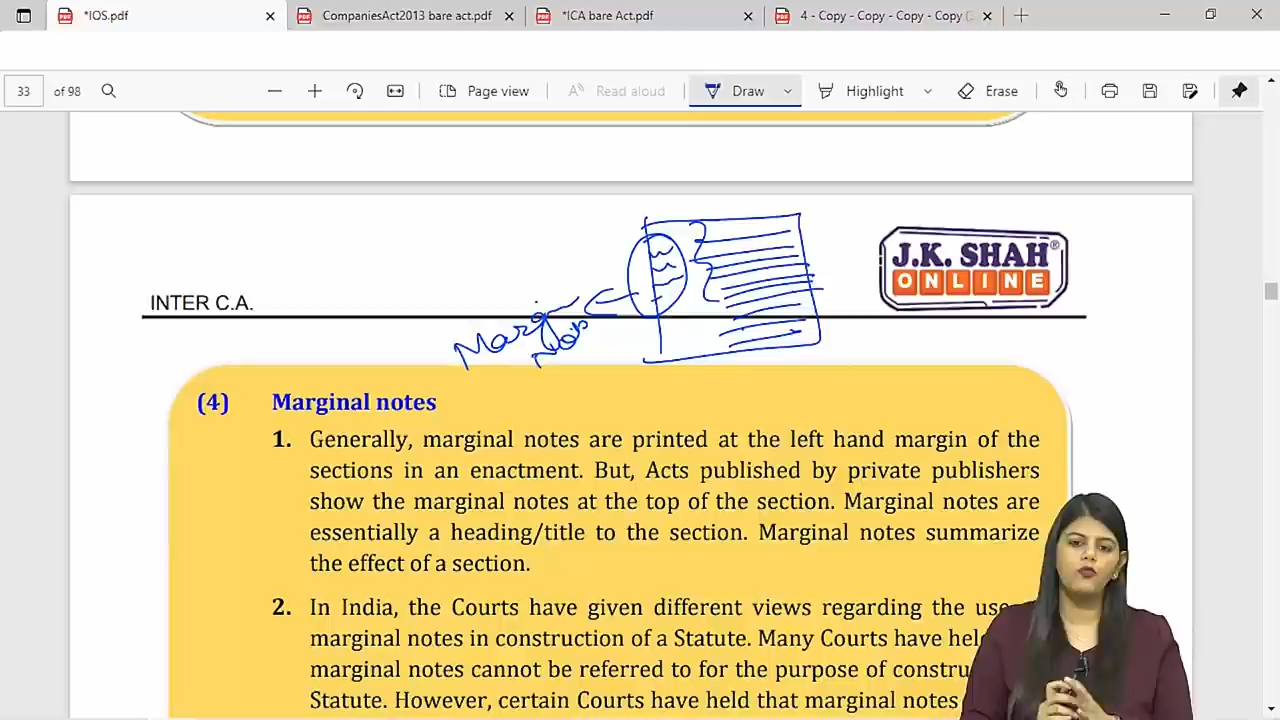 *IOS.pdf
CompaniesAct2013 bare act.pdf
*ICA bare Act.pdf
4 - Copy - Copy - Copy - Copy
33 of 98
Page view
Read aloud
Draw
Highlight
Erase
J.K. SHAH®
ONLINE
INTER C.A.
(4) Marginal notes
1. Generally, marginal notes are printed at the left hand margin of the
sections in an enactment. But, Acts published by private publishers
show the marginal notes at the top of the section. Marginal notes are
essentially a heading/title to the section. Marginal notes summarize
the effect of a section.
2. In India, the Courts have given different views regarding the use
marginal notes in construction of a Statute. Many Courts have
marginal notes cannot be referred to for the purpose of
Statute. However, certain Courts have held that marginal notes